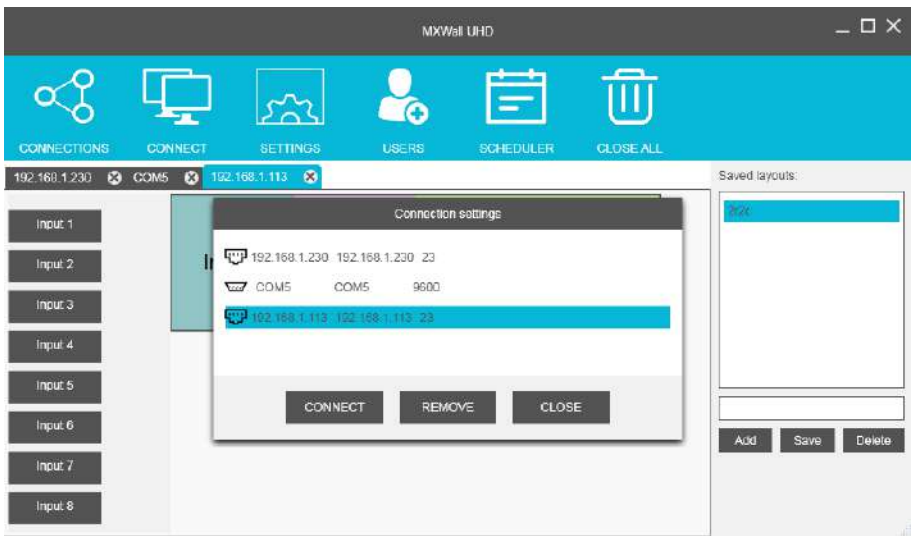 MXWall UHD
CONNECTIONS CONNECT SETTINGS USERS SCHEDULER CLOSE ALL
192.168.1.230 COM5 192.168.1.113
Saved layouts:
Input 1
Input 2
Input 3
Input 4
Input 5
Input 6
Input 7
Input 8
Connection settings
192.168.1.230 192.168.1.230 23
COM5 COM5 9600
192.168.1.113 192.168.1.113 23
CONNECT REMOVE CLOSE
Add Save Delete